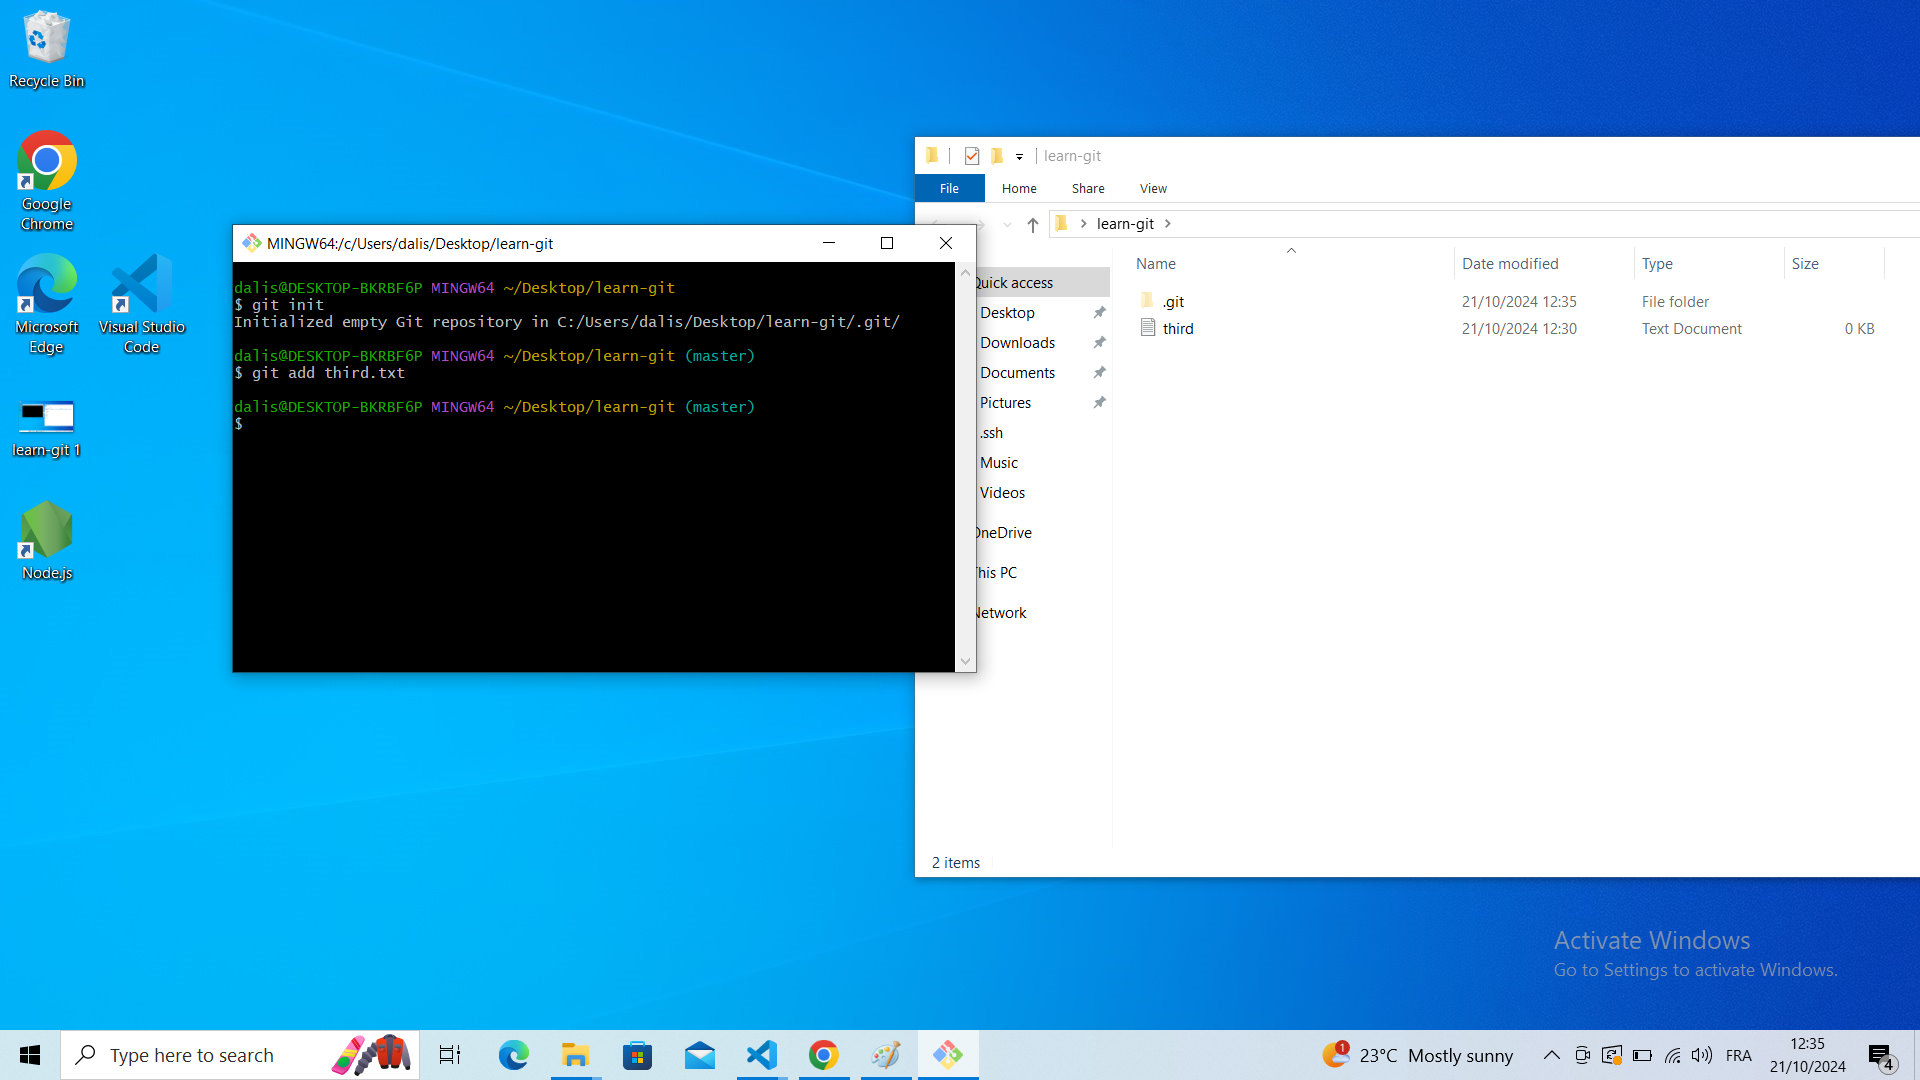 Recycle Bin
Google
Chrome
Microsoft
Edge
Visual Studio
Code
learn-git 1
Node.js
MINGW64:/c/Users/dalis/Desktop/learn-git
dalis@DESKTOP-BKRBF6P MINGW64 ~/Desktop/learn-git
$ git init
Initialized empty Git repository in C:/Users/dalis/Desktop/learn-git/.git/
dalis@DESKTOP-BKRBF6P MINGW64 ~/Desktop/learn-git (master)
$ git add third.txt
dalis@DESKTOP-BKRBF6P MINGW64 ~/Desktop/learn-git (master)
$
learn-git
File Home Share View
learn-git
Name Date modified Type Size
.git 21/10/2024 12:35 File folder
third 21/10/2024 12:30 Text Document 0 KB
Quick access
Desktop
Downloads
Documents
Pictures
.ssh
Music
Videos
OneDrive
This PC
Network
2 items
Activate Windows
Go to Settings to activate Windows.
Type here to search
1
23°C Mostly sunny
FRA
12:35
21/10/2024
4